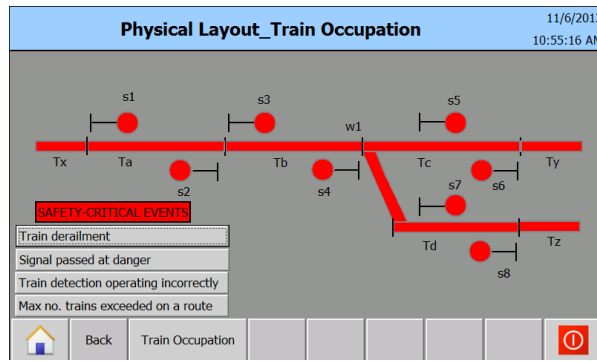 Physical Layout_Train Occupation
11/6/201
10:55:16 AM
s1
s3
s5
w1
Tx
Ta
Tb
Tc
Ty
s2
s4
s6
s7
SAFETY-CRITICAL EVENTS
Train derailment
Signal passed at danger
Train detection operating incorrectly
Max no. trains exceeded on a route
Td
Tz
s8
Back
Train Occupation